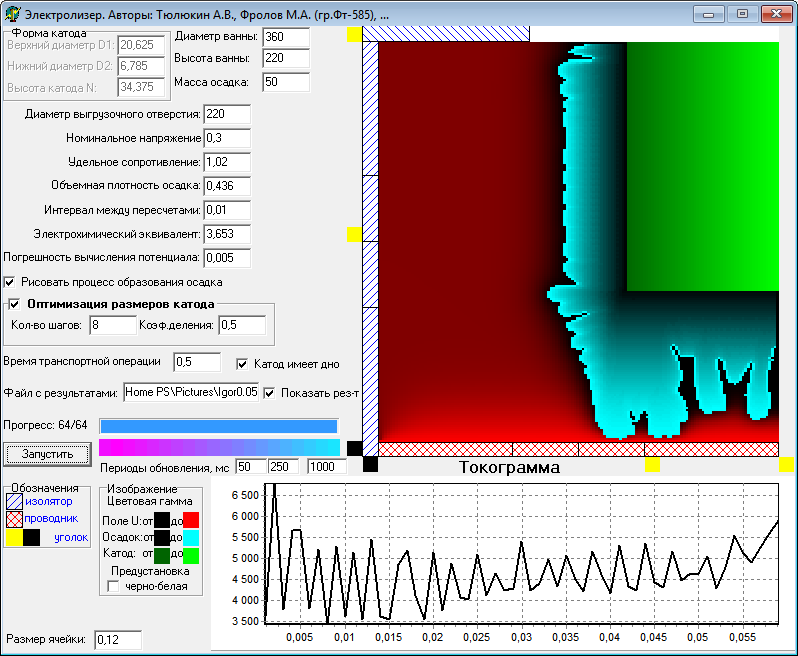 Электролизер. Авторы: Тюлюкин А.В., Фролов М.А. (гр.Фт-585), ...
Форма катода
Верхний диаметр D1: 20,625
Нижний диаметр D2: 6,785
Высота катода N: 34,375
Диаметр ванны: 360
Высота ванны: 220
Масса осадка: 50
Диаметр выгрузочного отверстия: 220
Номинальное напряжение 0,3
Удельное сопротивление: 1,02
Объемная плотность осадка: 0,436
Интервал между пересчетами: 0,01
Электрохимический эквивалент: 3,653
Погрешность вычисления потенциала: 0,005
Рисовать процесс образования осадка
Оптимизация размеров катода
Кол-во шагов: 8 Коэф.деления: 0,5
Время транспортной операции 0,5 Катод имеет дно
Файл с результатами: Home PS\Pictures\Igor0.05 Показать рез-т
Прогресс: 64/64
Запустить
Периоды обновления, мс 50 250 1000
Обозначения
изолятор
проводник
уголок
Изображение
Цветовая гамма
Поле U: от до
Осадок: от до
Катод: от до
Предустановка
черно-белая
Размер ячейки: 0,12
Токограмма
6 500
6 000
5 500
5 000
4 500
4 000
3 500
0,005 0,01 0,015 0,02 0,025 0,03 0,035 0,04 0,045 0,05 0,055